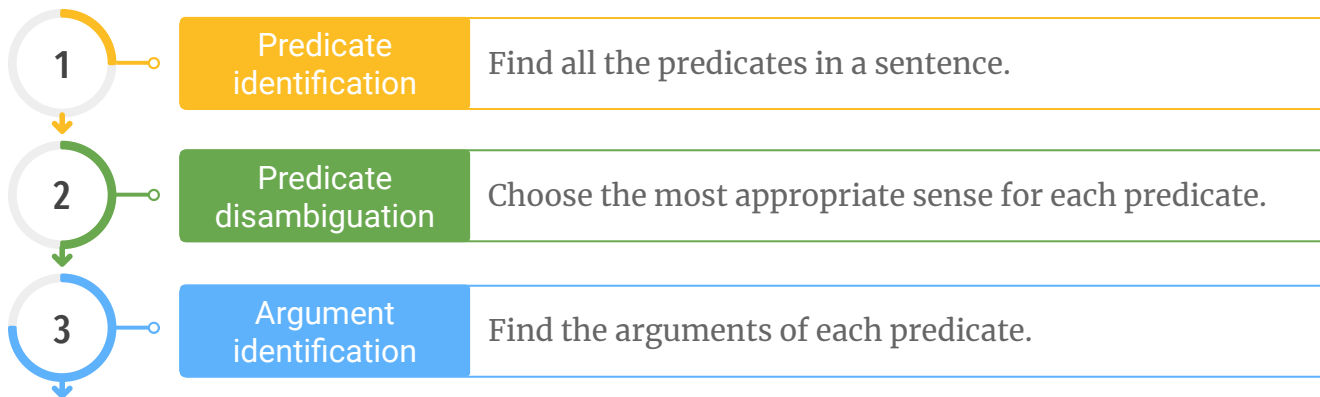 1
Predicate
identification
Find all the predicates in a sentence.
2
Predicate
disambiguation
Choose the most appropriate sense for each predicate.
3
Argument
identification
Find the arguments of each predicate.